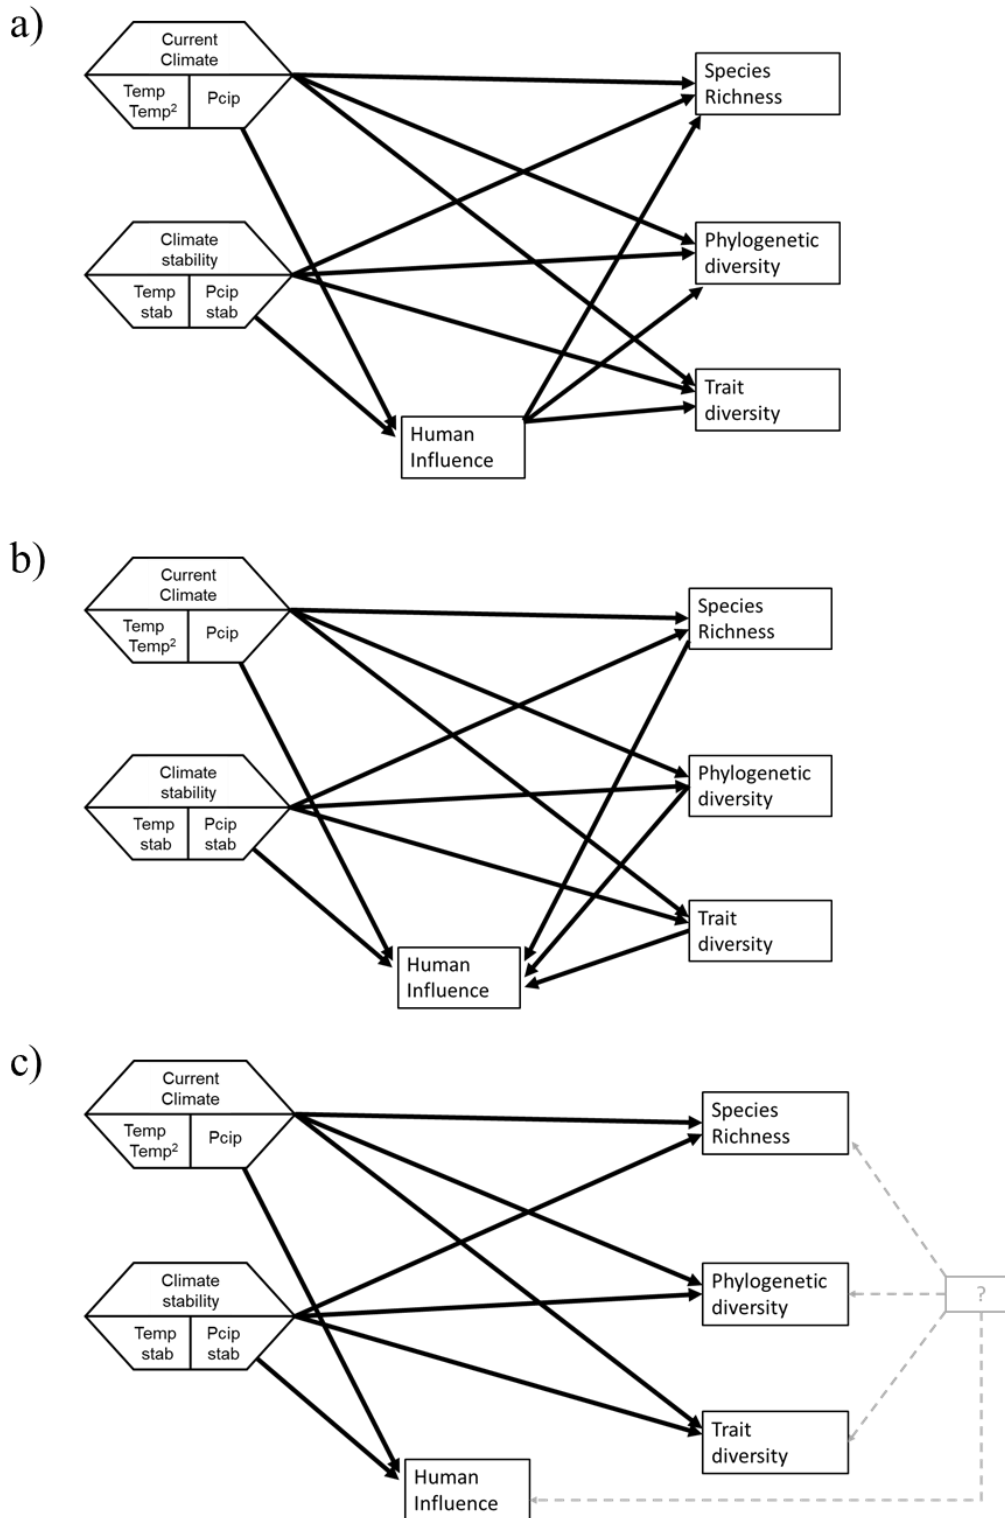 a)
Current
Climate
Temp
Temp²
Pcip
Climate
stability
Temp
stab
Pcip
stab
Human
Influence
Species
Richness
Phylogenetic
diversity
Trait
diversity
b)
Current
Climate
Temp
Temp²
Pcip
Climate
stability
Temp
stab
Pcip
stab
Human
Influence
Species
Richness
Phylogenetic
diversity
Trait
diversity
c)
Current
Climate
Temp
Temp²
Pcip
Climate
stability
Temp
stab
Pcip
stab
Human
Influence
Species
Richness
Phylogenetic
diversity
Trait
diversity
?